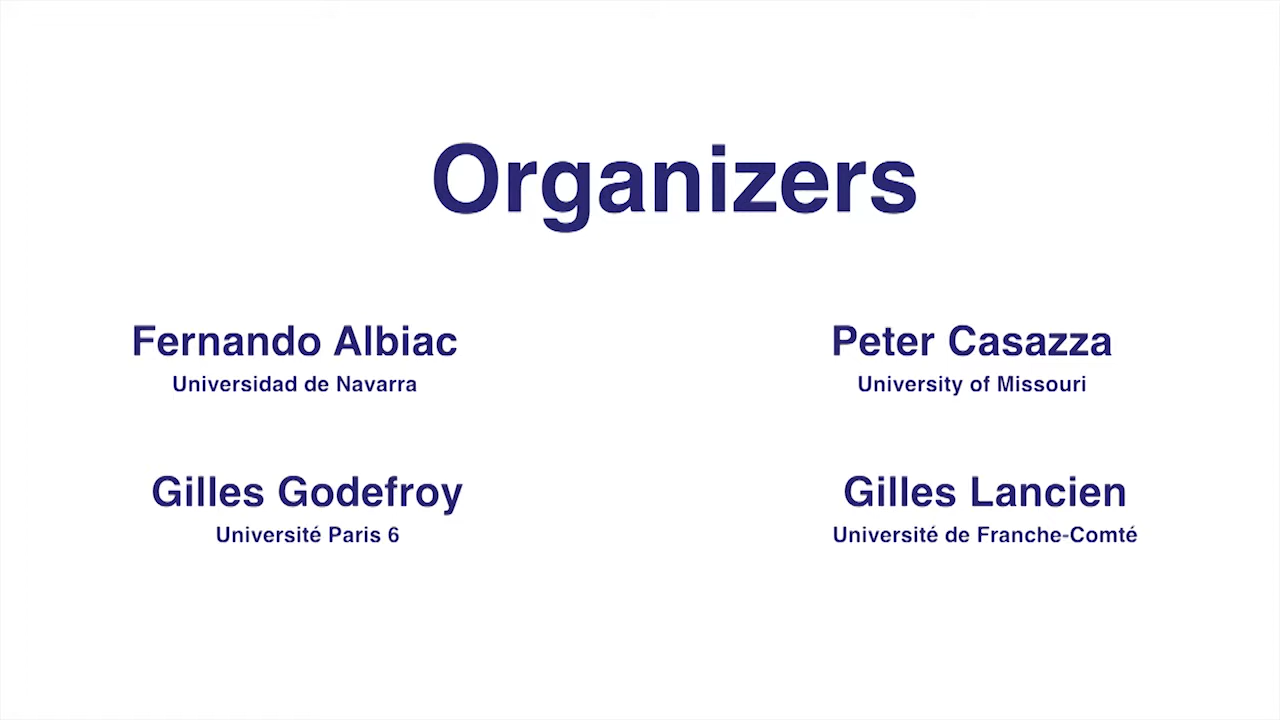 Organizers
Fernando Albiac
Universidad de Navarra
Peter Casazza
University of Missouri
Gilles Godefroy
Université Paris 6
Gilles Lancien
Université de Franche-Comté